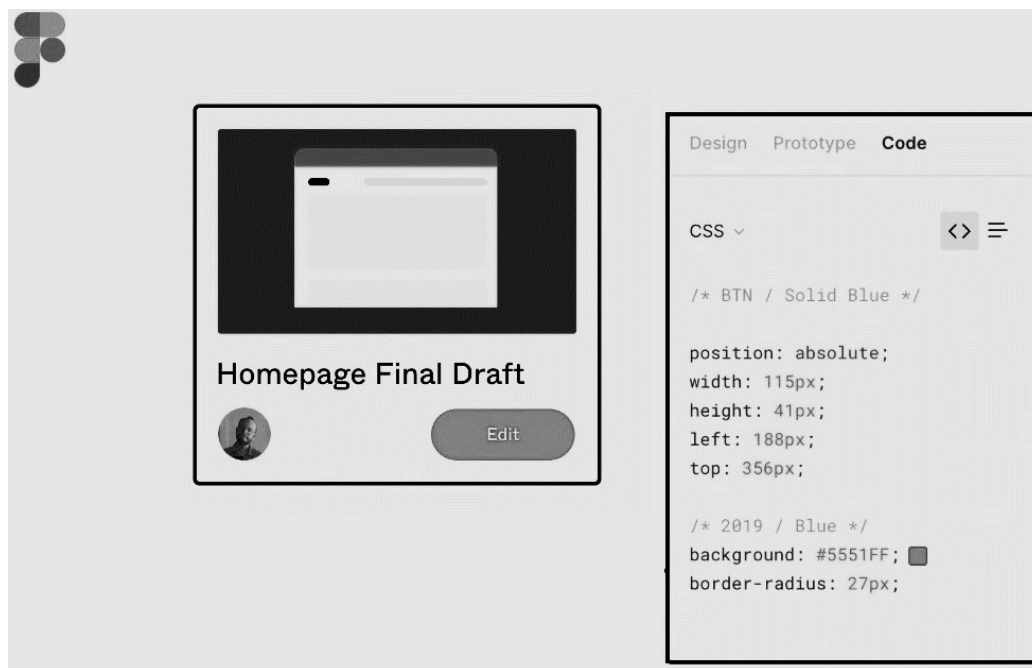 Homepage Final Draft
Edit
Design Prototype Code
CSS
/* BTN / Solid Blue */
position: absolute;
width: 115px;
height: 41px;
left: 188px;
top: 356px;
/* 2019 / Blue */
background: #5551FF;
border-radius: 27px;